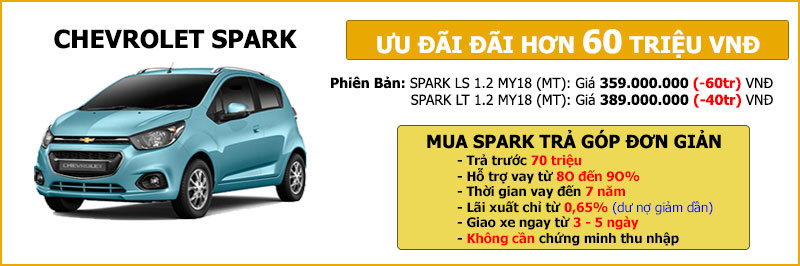 CHEVROLET SPARK
ƯU ĐÃI ĐÃI HƠN 60 TRIỆU VNĐ
Phiên Bản: SPARK LS 1.2 MY18 (MT): Giá 359.000.000 (-60tr) VNĐ
SPARK LT 1.2 MY18 (MT): Giá 389.000.000 (-40tr) VNĐ
CHEVROLET
MUA SPARK TRẢ GÓP ĐƠN GIẢN
- Trả trước 70 triệu
- Hỗ trợ vay từ 80 đến 90%
- Thời gian vay đến 7 năm
- Lãi xuất chỉ từ 0,65% (dư nợ giảm dần)
- Giao xe ngay từ 3 - 5 ngày
- Không cần chứng minh thu nhập